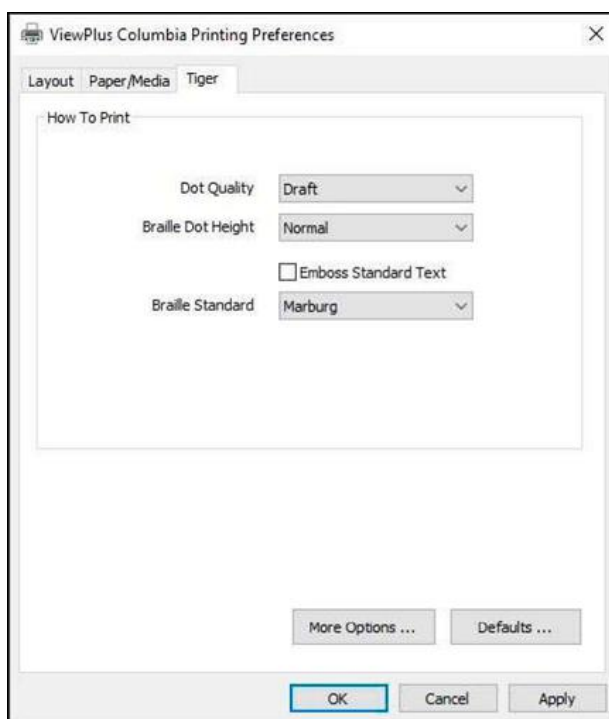 ViewPlus Columbia Printing Preferences
Layout Paper/Media Tiger
How To Print
Dot Quality Draft
Braille Dot Height Normal
Emboss Standard Text
Braille Standard Marburg
More Options ... Defaults ...
OK Cancel Apply